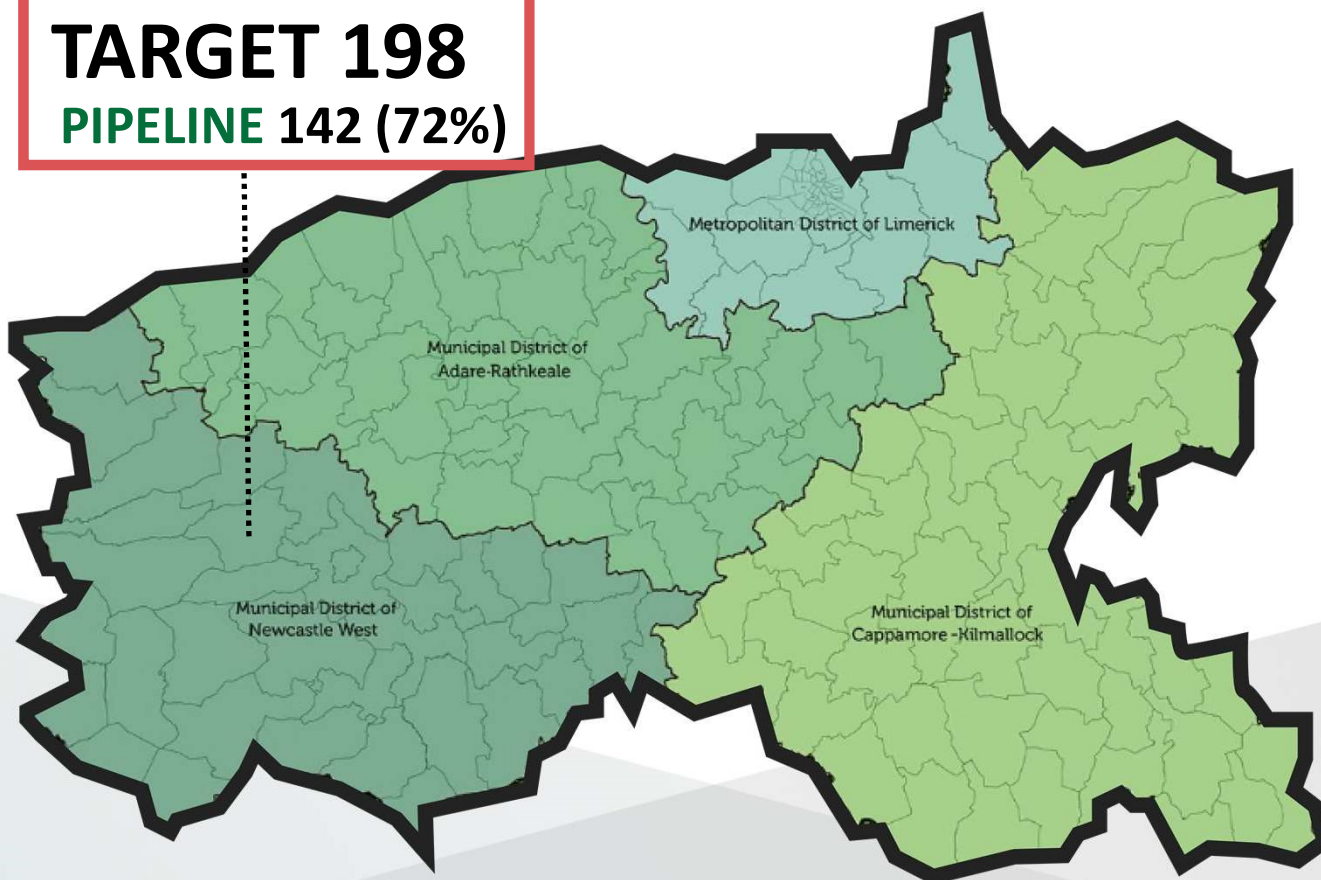 TARGET 198
PIPELINE 142 (72%)
Metropolitan District of Limerick
Municipal District of
Adare-Rathkeale
Municipal District of
Newcastle West
Municipal District of
Cappamore -Kilmallock